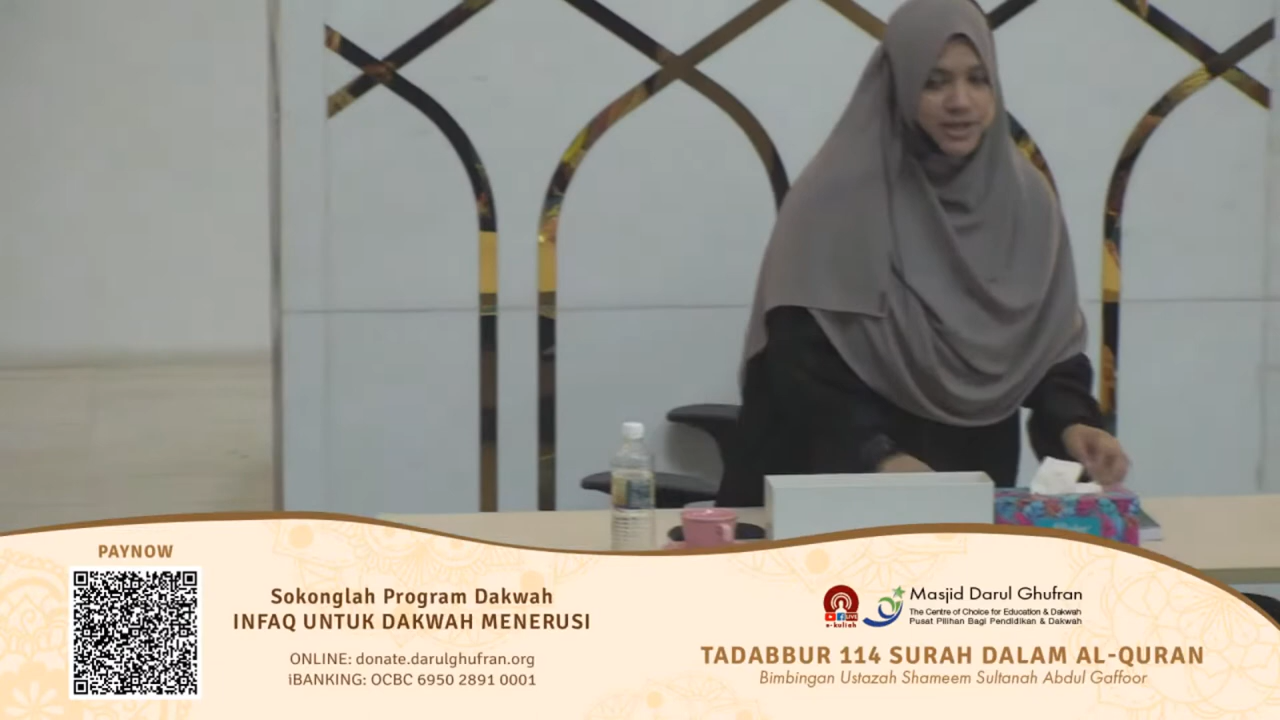 PAYNOW
Sokonglah Program Dakwah
INFAQ UNTUK DAKWAH MENERUSI
ONLINE: donate.darulghufran.org
iBANKING: OCBC 6950 2891 0001
LIVE
e-kuliah
Masjid Darul Ghufran
The Centre of Choice for Education & Dakwah
Pusat Pilihan Bagi Pendidikan & Dakwah
TADABBUR 114 SURAH DALAM AL-QURAN
Bimbingan Ustazah Shameem Sultanah Abdul Gaffoor